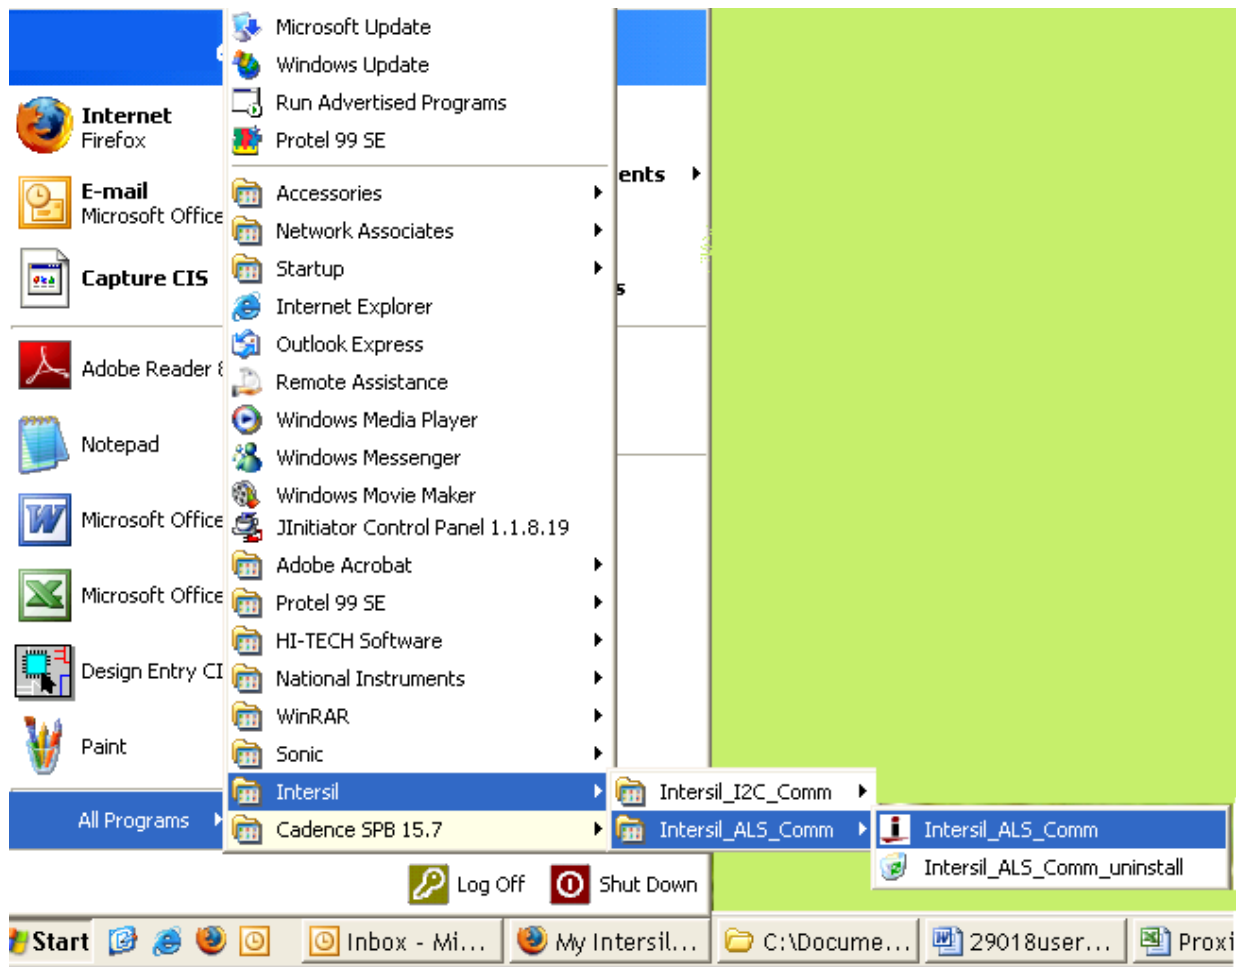 Internet
Firefox
E-mail
Microsoft Office
Capture CIS
Adobe Reader 8
Notepad
Microsoft Office
Microsoft Office
Design Entry CI
Paint
All Programs
Microsoft Update
Windows Update
Run Advertised Programs
Protel 99 SE
Accessories
Network Associates
Startup
Internet Explorer
Outlook Express
Remote Assistance
Windows Media Player
Windows Messenger
Windows Movie Maker
JInitiator Control Panel 1.1.8.19
Adobe Acrobat
Protel 99 SE
HI-TECH Software
National Instruments
WinRAR
Sonic
Intersil
Cadence SPB 15.7
ents
s
Intersil_I2C_Comm
Intersil_ALS_Comm
Intersil_ALS_Comm
Intersil_ALS_Comm_uninstall
Log Off
Shut Down
Start
Inbox - Mi...
My Intersil...
C:\Docume...
29018user...
Proxi